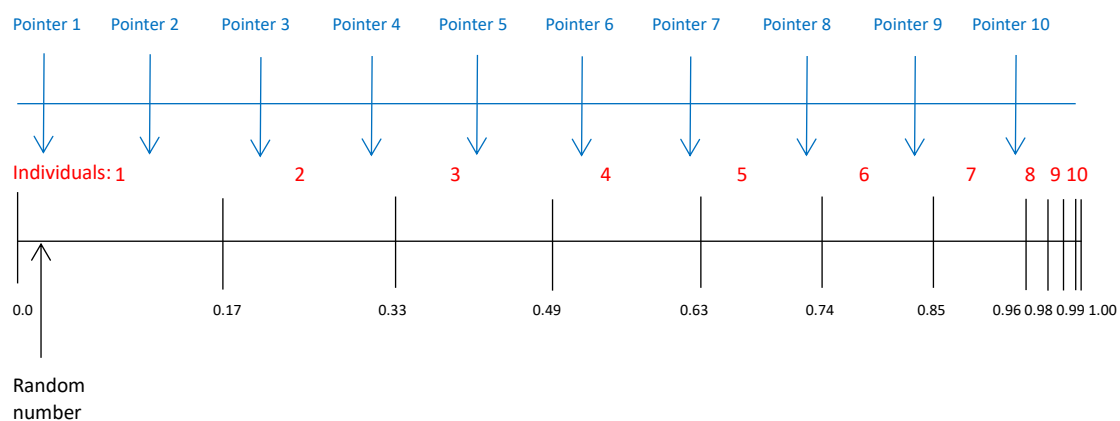 Pointer 1 Pointer 2 Pointer 3 Pointer 4 Pointer 5 Pointer 6 Pointer 7 Pointer 8 Pointer 9 Pointer 10
Individuals: 1 2 3 4 5 6 7 8 9 10
0.0 0.17 0.33 0.49 0.63 0.74 0.85 0.96 0.98 0.99 1.00
Random
number